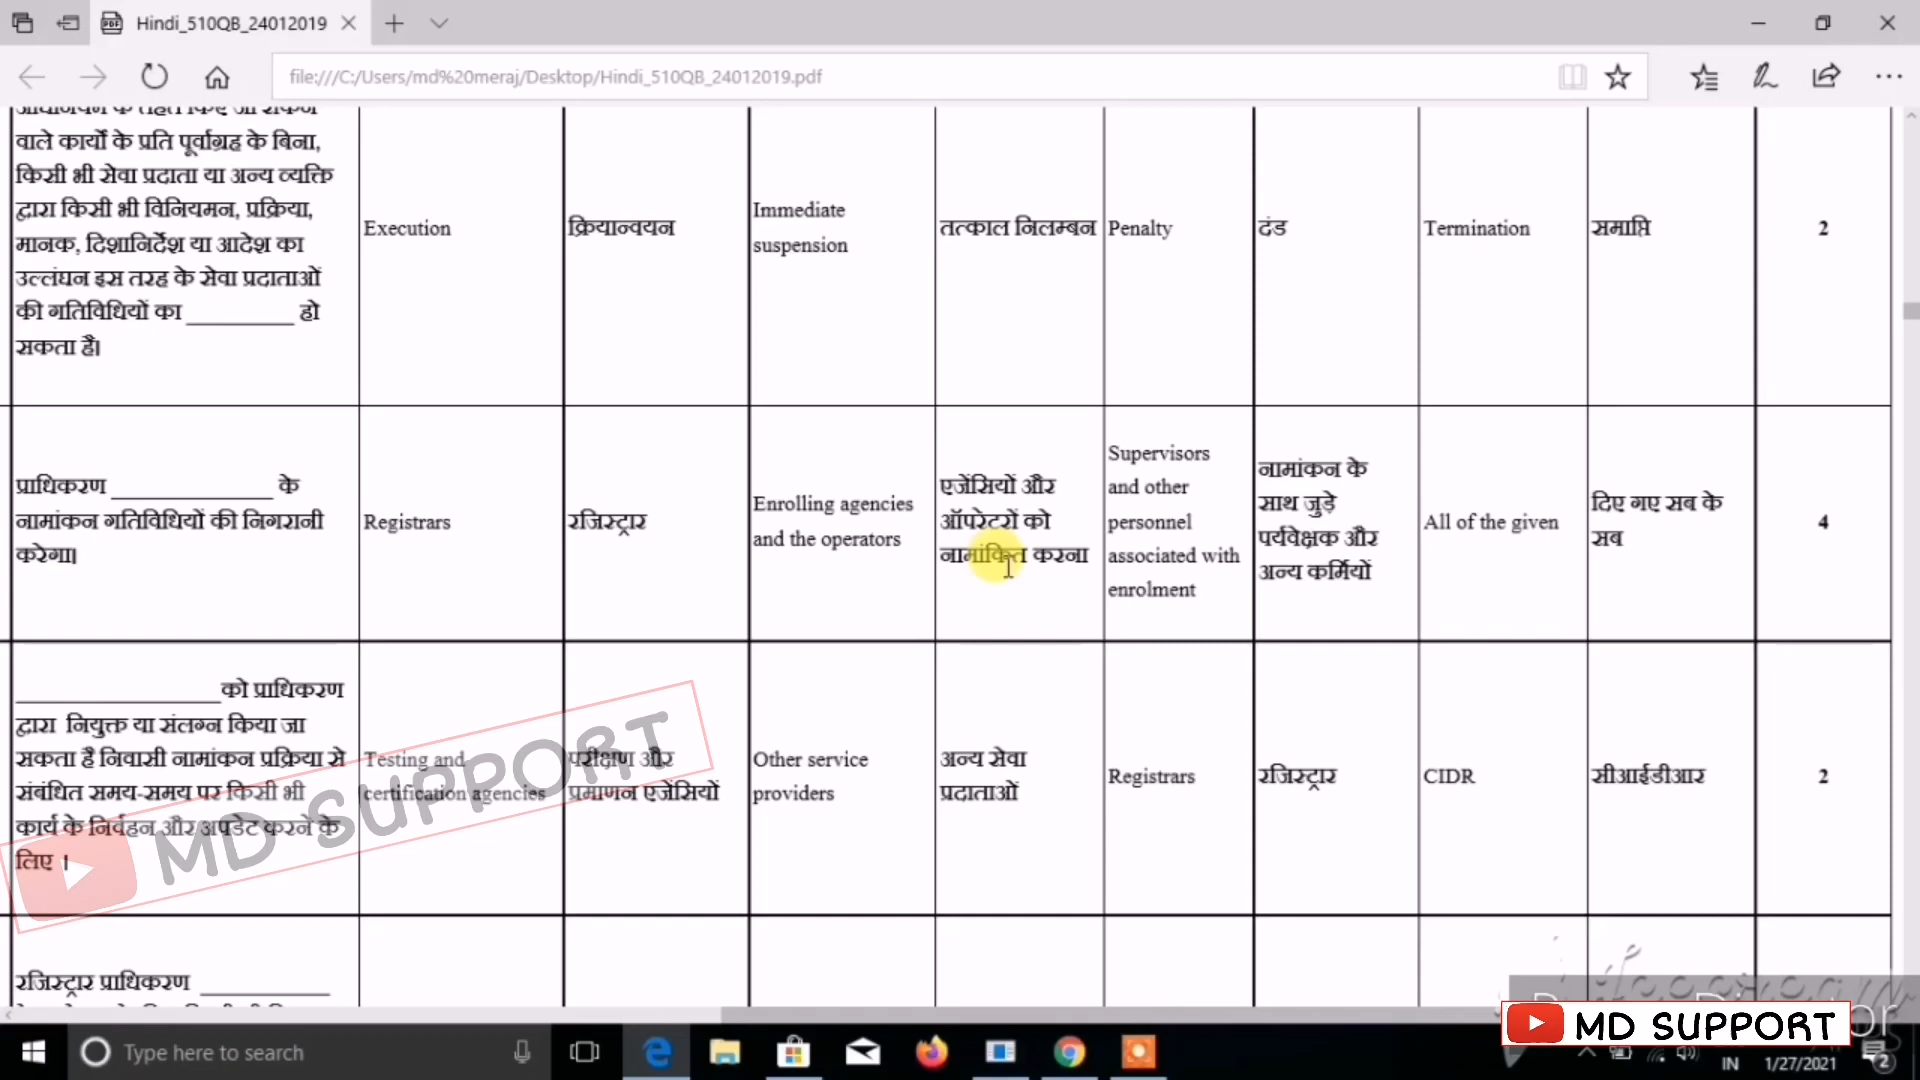 Hindi_510QB_24012019
file:///C:/Users/md%20meraj/Desktop/Hindi_510QB_24012019.pdf
वाले कार्यों के प्रति पूर्वाग्रह के बिना,
किसी भी सेवा प्रदाता या अन्य व्यक्ति
द्वारा किसी भी विनियमन, प्रक्रिया,
मानक, दिशानिर्देश या आदेश का
उल्लंघन इस तरह के सेवा प्रदाताओं
की गतिविधियों का __________ हो
सकता है।
Execution
क्रियान्वयन
Immediate
suspension
तत्काल निलम्बन
Penalty
दंड
Termination
समाप्ति
2
प्राधिकरण _______________ के
नामांकन गतिविधियों की निगरानी
करेगा।
Registrars
रजिस्ट्रार
Enrolling agencies
and the operators
एजेंसियों और
ऑपरेटरों को
नामांकित करना
Supervisors
and other
personnel
associated with
enrolment
नामांकन के
साथ जुड़े
पर्यवेक्षक और
अन्य कर्मियों
All of the given
दिए गए सब के
सब
4
___________________को प्राधिकरण
द्वारा नियुक्त या संलग्न किया जा
सकता है निवासी नामांकन प्रक्रिया से
संबंधित समय-समय पर किसी भी
कार्य के निर्वहन और अपडेट करने के
लिए ।
Testing and
certification agencies
परीक्षण और
प्रमाणन एजेंसियों
Other service
providers
अन्य सेवा
प्रदाताओं
Registrars
रजिस्ट्रार
CIDR
सीआईडीआर
2
रजिस्ट्रार प्राधिकरण ____________
MD SUPPORT
MD SUPPORT
Type here to search
IN
1/27/2021
2